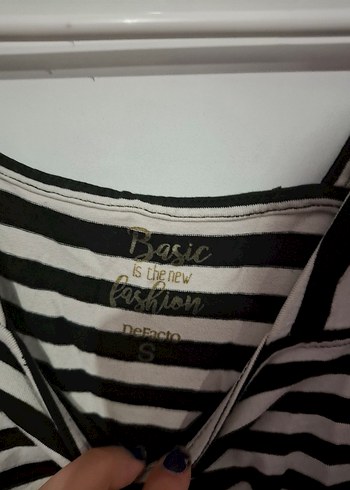 Basic
is the new
fashion
DeFacto
S